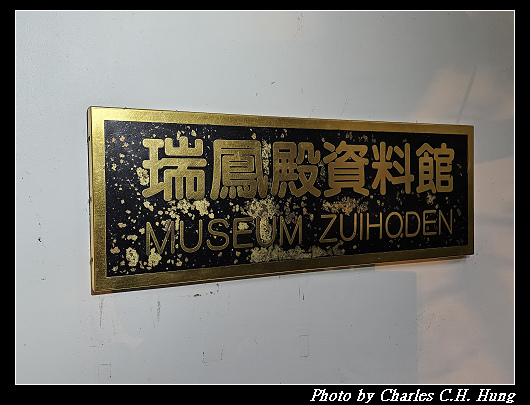 瑞鳳殿資料館
MUSEUM ZUIHODEN
Photo by Charles C.H. Hung